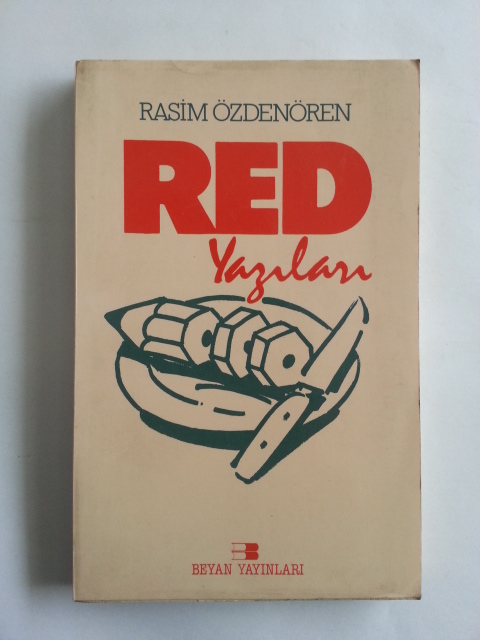 RASİM ÖZDENÖREN
RED
Yazıları
BEYAN YAYINLARI